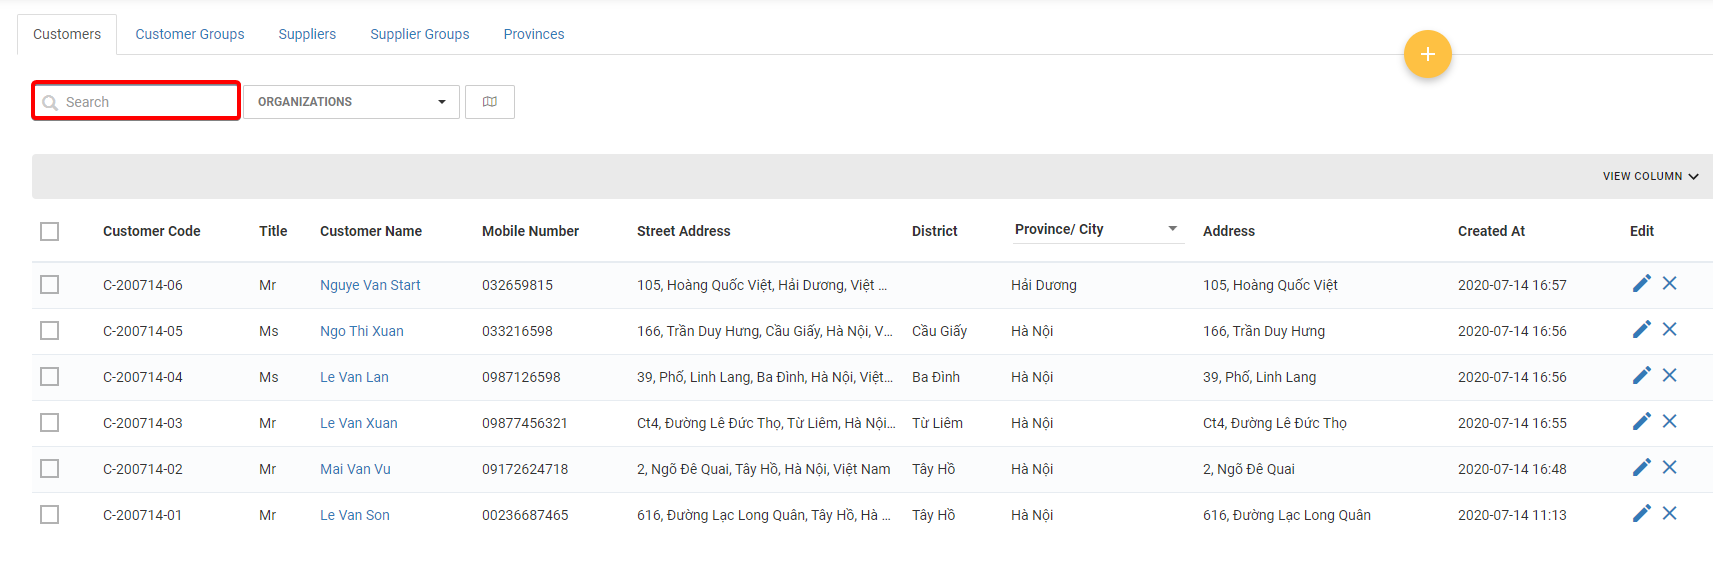 Customers Customer Groups Suppliers Supplier Groups Provinces
+
Search ORGANIZATIONS
VIEW COLUMN
Customer Code Title Customer Name Mobile Number Street Address District Province/ City Address Created At Edit
C-200714-06 Mr Nguye Van Start 032659815 105, Hoàng Quốc Việt, Hải Dương, Việt ... Hải Dương 105, Hoàng Quốc Việt 2020-07-14 16:57
C-200714-05 Ms Ngo Thi Xuan 033216598 166, Trần Duy Hưng, Cầu Giấy, Hà Nội, V... Cầu Giấy Hà Nội 166, Trần Duy Hưng 2020-07-14 16:56
C-200714-04 Ms Le Van Lan 0987126598 39, Phố, Linh Lang, Ba Đình, Hà Nội, Việt... Ba Đình Hà Nội 39, Phố, Linh Lang 2020-07-14 16:56
C-200714-03 Mr Le Van Xuan 09877456321 Ct4, Đường Lê Đức Thọ, Từ Liêm, Hà Nội... Từ Liêm Hà Nội Ct4, Đường Lê Đức Thọ 2020-07-14 16:55
C-200714-02 Mr Mai Van Vu 09172624718 2, Ngõ Đê Quai, Tây Hồ, Hà Nội, Việt Nam Tây Hồ Hà Nội 2, Ngõ Đê Quai 2020-07-14 16:48
C-200714-01 Mr Le Van Son 00236687465 616, Đường Lạc Long Quân, Tây Hồ, Hà ... Tây Hồ Hà Nội 616, Đường Lạc Long Quân 2020-07-14 11:13